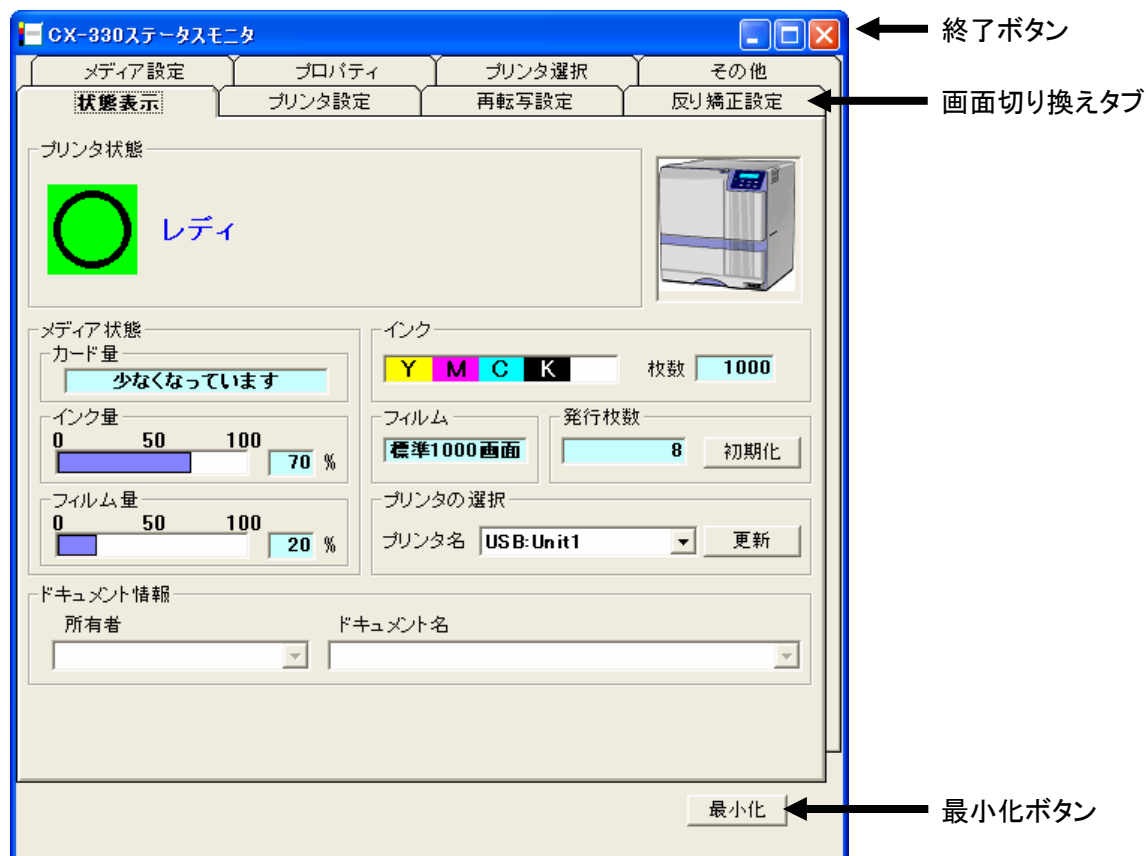 CX-330ステータスモニタ
終了ボタン
メディア設定 プロパティ プリンタ選択 その他
状態表示 プリンタ設定 再転写設定 反り矯正設定
画面切り換えタブ
プリンタ状態
レディ
メディア状態
カード量
少なくなっています
インク
Y M C K 枚数 1000
インク量
0 50 100
70 %
フィルム
標準1000画面
発行枚数
8 初期化
フィルム量
0 50 100
20 %
プリンタの選択
プリンタ名 USB:Unit1 更新
ドキュメント情報
所有者 ドキュメント名
最小化
最小化ボタン